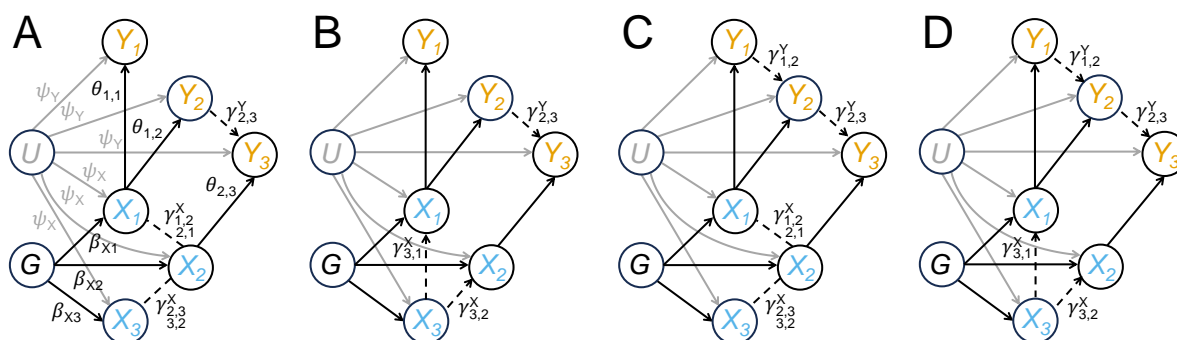 A
B
C
D
Y1
ψY
θ1,1
ψY
Y2
γY2,3
U
ψY
θ1,2
Y3
ψX
ψX
θ2,3
ψX
X1
γX1,2 2,1
G
βX1
X2
βX2
βX3
X3
γX2,3 3,2
Y1
Y2
γY2,3
U
Y3
X1
γX3,1
G
X2
X3
γX3,2
Y1
γY1,2
Y2
γY2,3
U
Y3
X1
γX1,2 2,1
G
X2
X3
γX2,3 3,2
Y1
γY1,2
Y2
γY2,3
U
Y3
X1
γX3,1
G
X2
X3
γX3,2